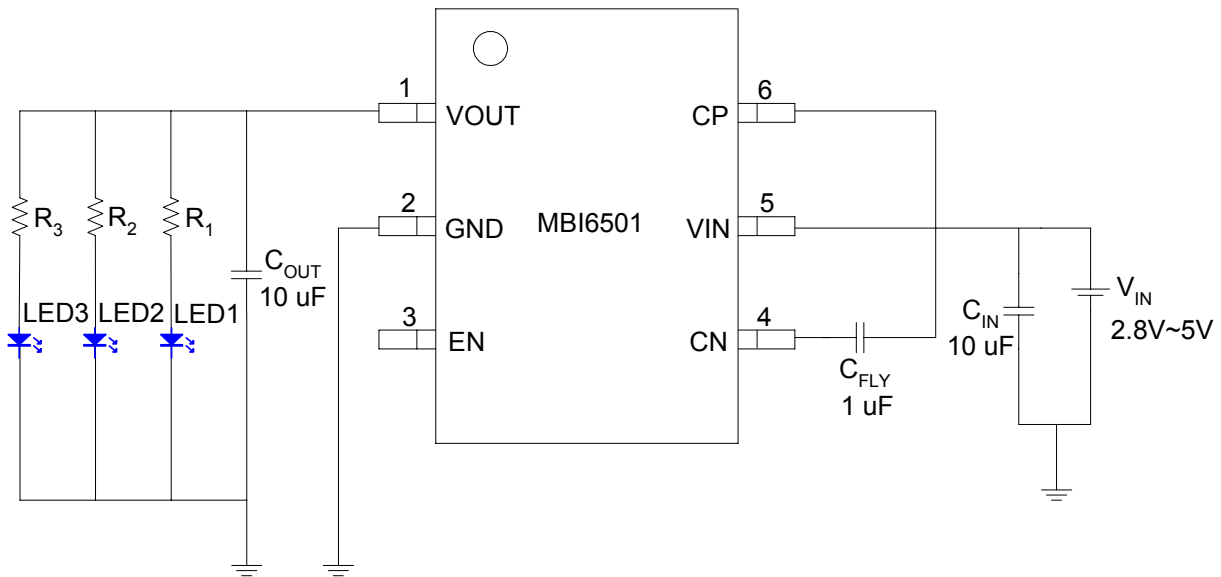 1
6
VOUT
CP
R3
R2
R1
2
5
GND
MBI6501
VIN
COUT
10 uF
VIN
2.8V~5V
LED3
LED2
LED1
3
4
CIN
10 uF
EN
CN
CFLY
1 uF